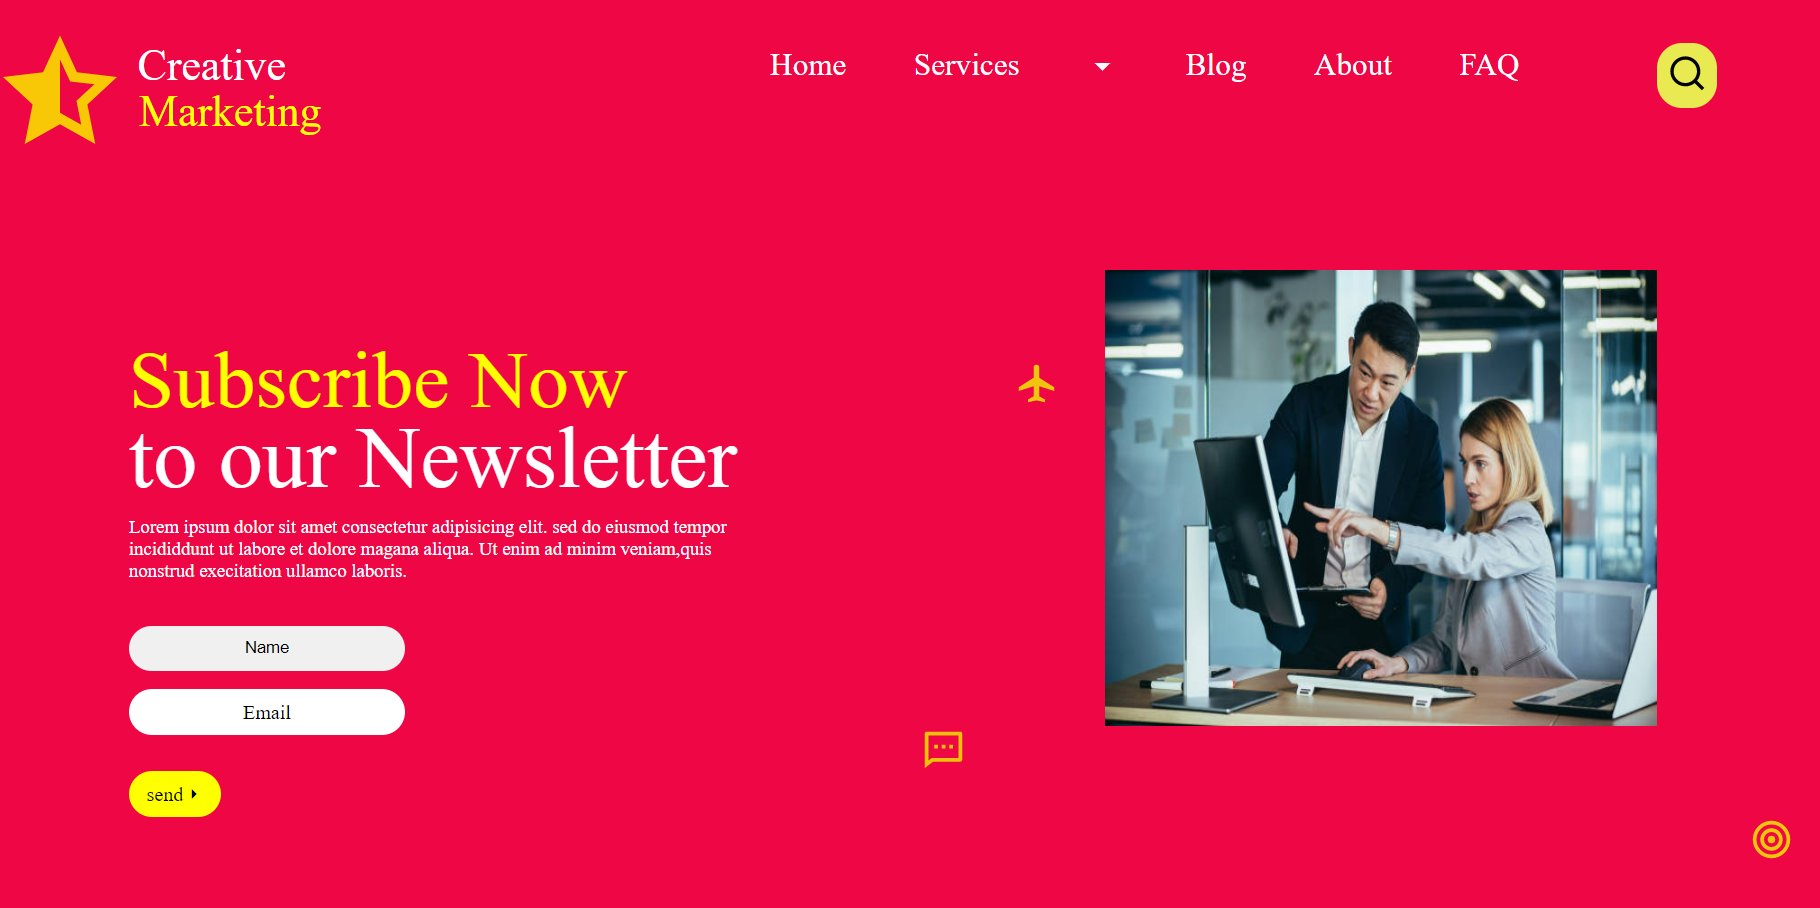 Creative
Marketing
Home Services Blog About FAQ
Subscribe Now
to our Newsletter
Lorem ipsum dolor sit amet consectetur adipisicing elit. sed do eiusmod tempor
incididdunt ut labore et dolore magana aliqua. Ut enim ad minim veniam,quis
nonstrud execitation ullamco laboris.
Name
Email
send